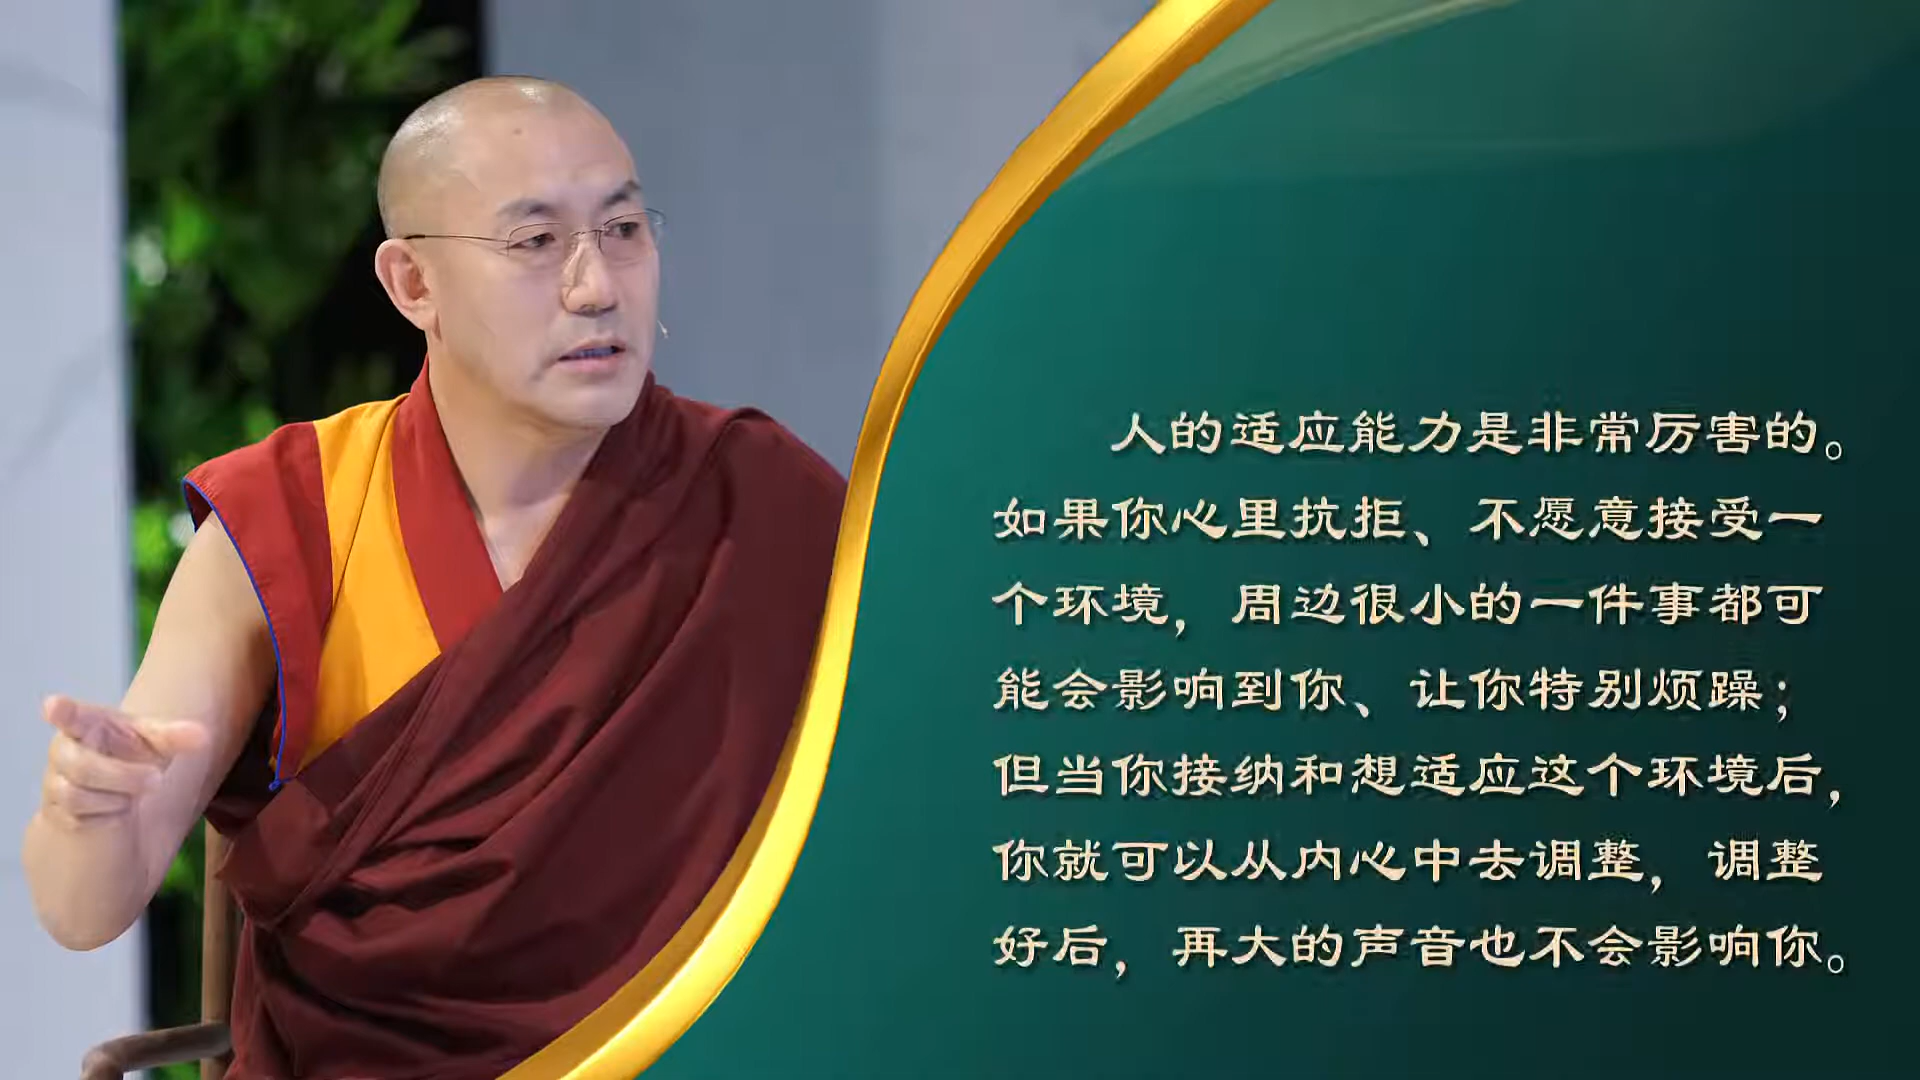 人的适应能力是非常厉害的。
如果你心里抗拒、不愿意接受一
个环境，周边很小的一件事都可
能会影响到你、让你特别烦躁；
但当你接纳和想适应这个环境后，
你就可以从内心中去调整，调整
好后，再大的声音也不会影响你。